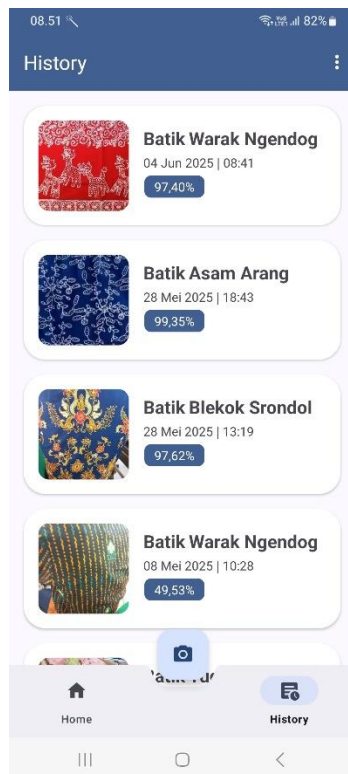 08.51
82%
History
Batik Warak Ngendog
04 Jun 2025 | 08:41
97,40%
Batik Asam Arang
28 Mei 2025 | 18:43
99,35%
Batik Blekok Srondol
28 Mei 2025 | 13:19
97,62%
Batik Warak Ngendog
08 Mei 2025 | 10:28
49,53%
Home
History